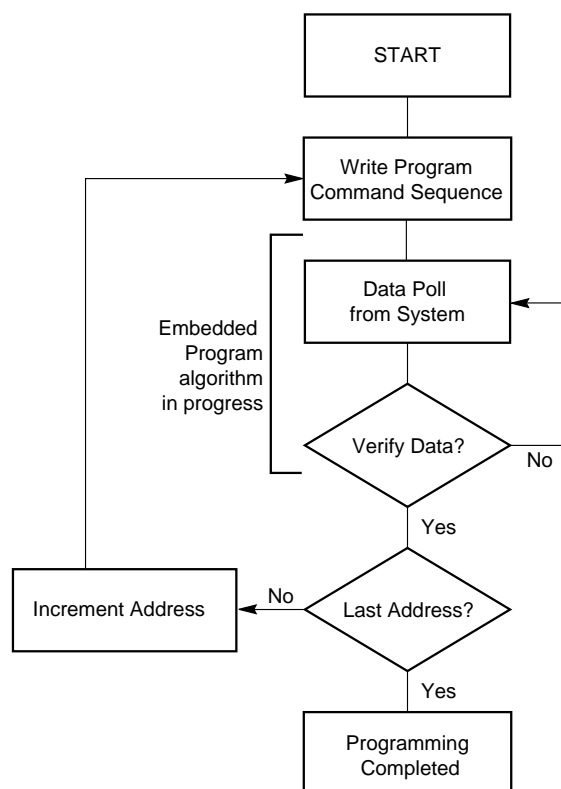 START
Write Program
Command Sequence
Data Poll
from System
Embedded
Program
algorithm
in progress
Verify Data?
No
Yes
Increment Address
No
Last Address?
Yes
Programming
Completed